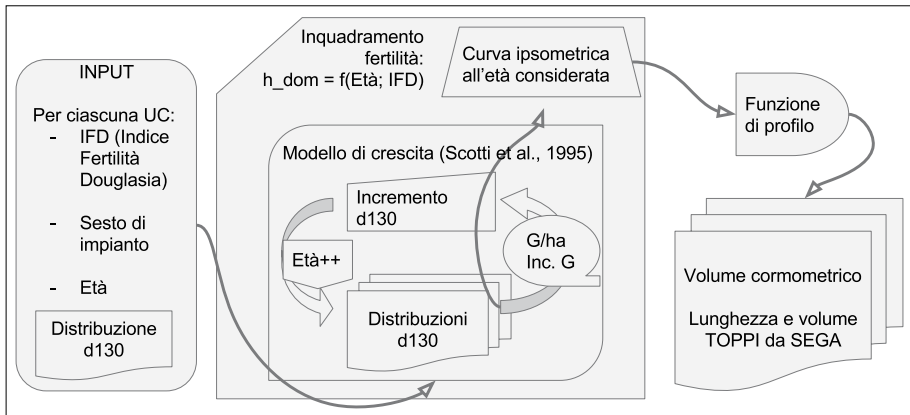 INPUT
Per ciascuna UC:
- IFD (Indice
Fertilità
Douglasia)
- Sesto di
impianto
- Età
Distribuzione
d130
Inquadramento
fertilità:
h_dom = f(Età; IFD)
Curva ipsometrica
all'età considerata
Modello di crescita (Scotti et al., 1995)
Incremento
d130
Età++
G/ha
Inc. G
Distribuzioni
d130
Funzione
di profilo
Volume cormometrico
Lunghezza e volume
TOPPI da SEGA